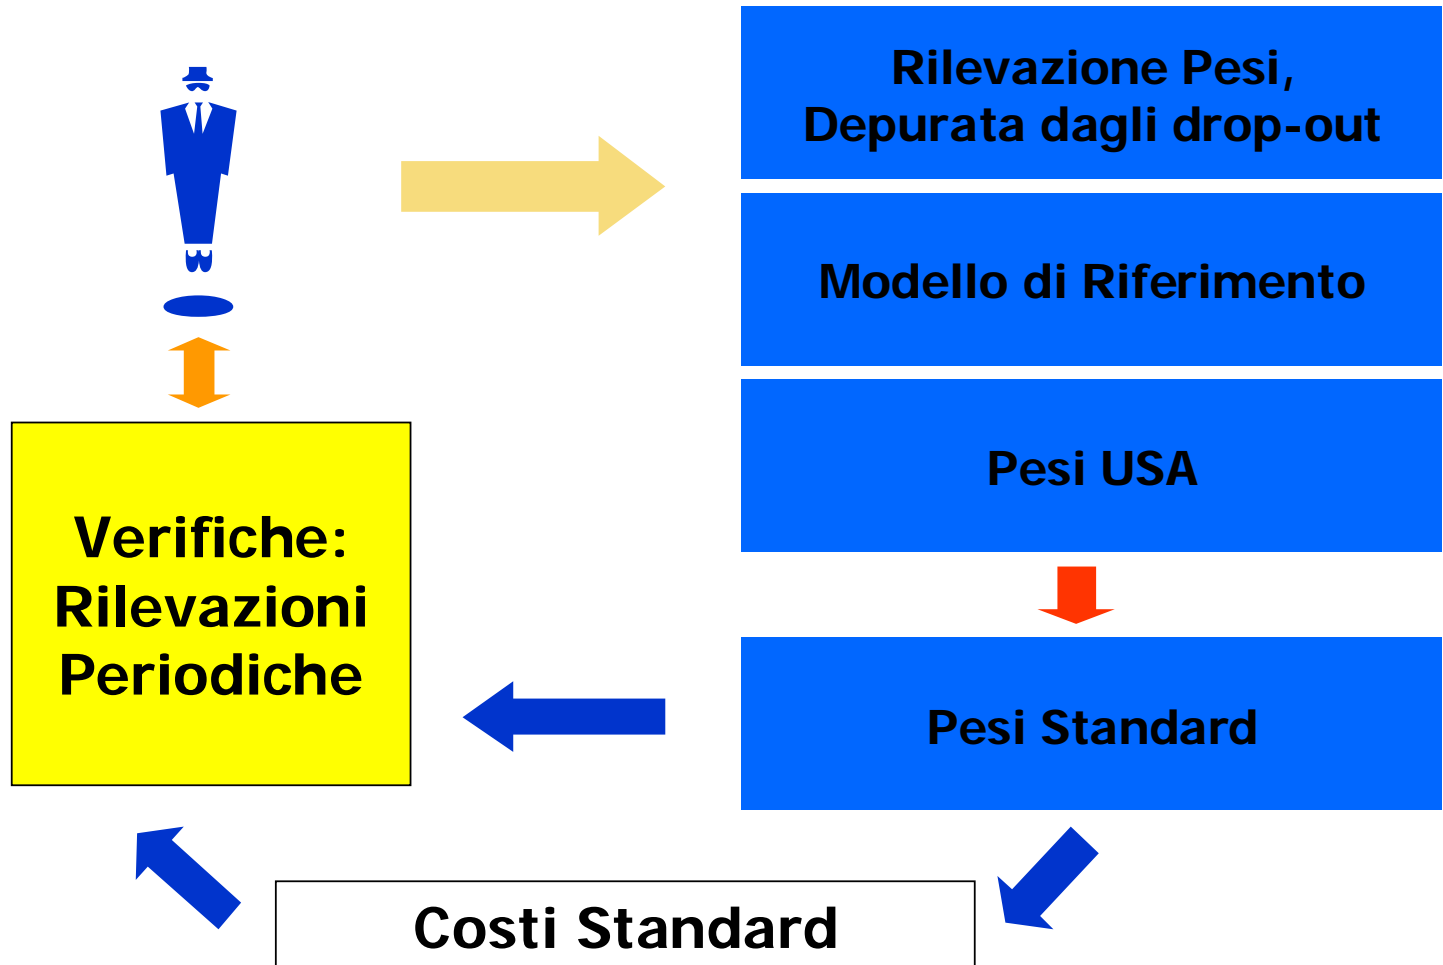 Rilevazione Pesi,
Depurata dagli drop-out
Modello di Riferimento
Pesi USA
Verifiche:
Rilevazioni
Periodiche
Pesi Standard
Costi Standard